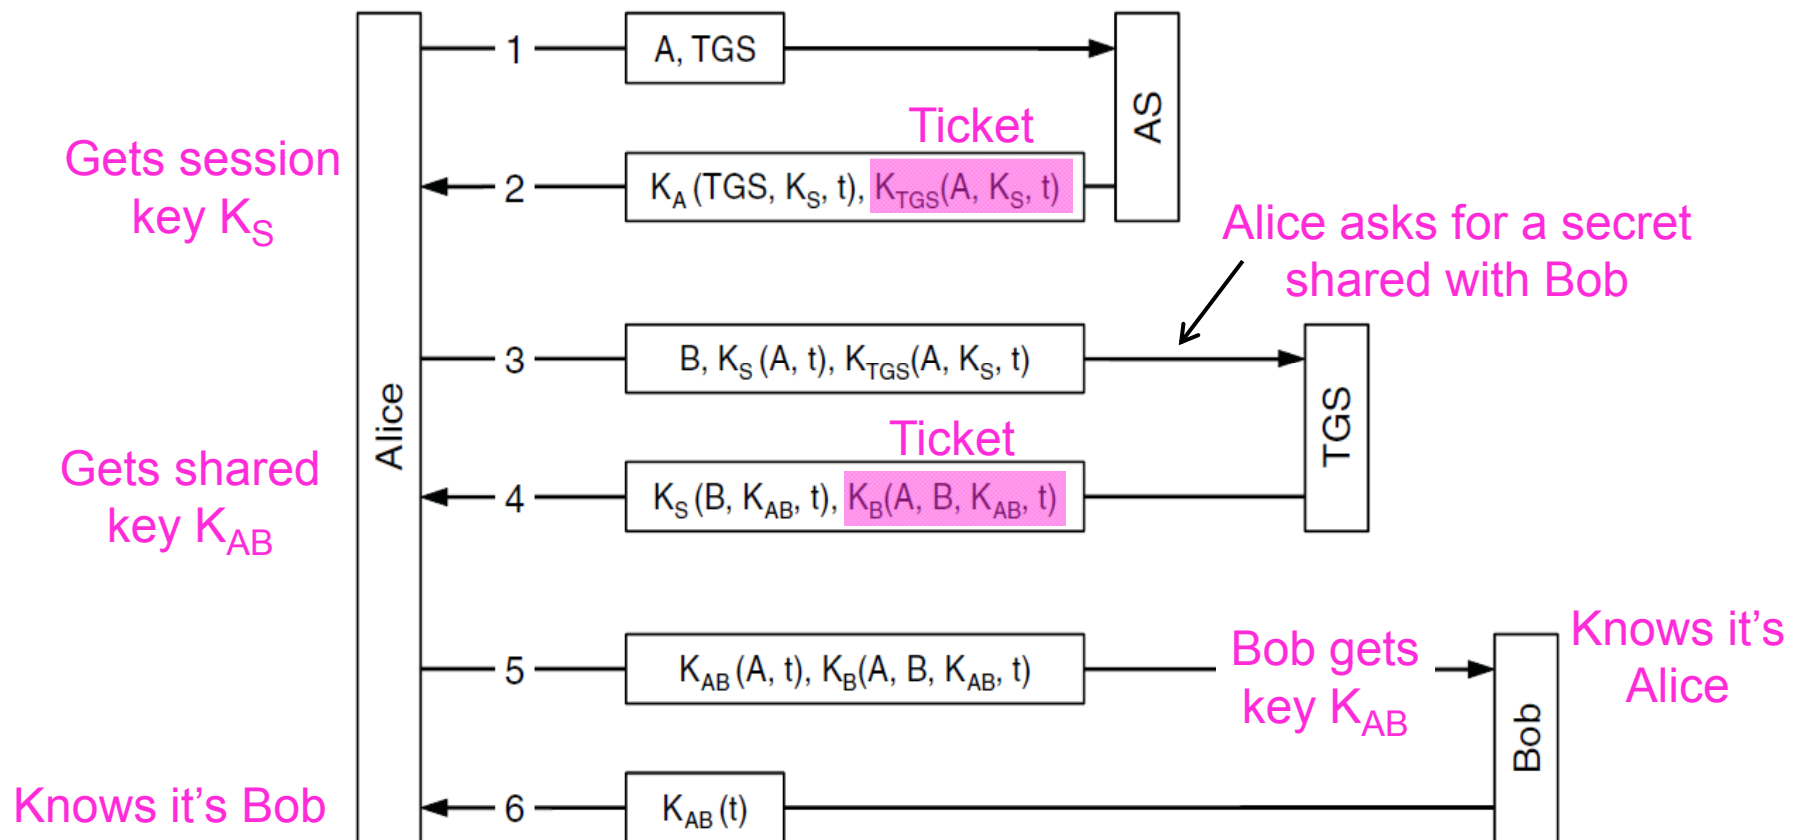 1
A, TGS
AS
Ticket
Gets session
key K_S
2
K_A (TGS, K_S, t), K_TGS(A, K_S, t)
Alice asks for a secret
shared with Bob
3
B, K_S (A, t), K_TGS(A, K_S, t)
TGS
Alice
Ticket
Gets shared
key K_AB
4
K_S (B, K_AB, t), K_B(A, B, K_AB, t)
5
K_AB (A, t), K_B(A, B, K_AB, t)
Bob gets
key K_AB
Knows it’s
Alice
Bob
Knows it’s Bob
6
K_AB (t)